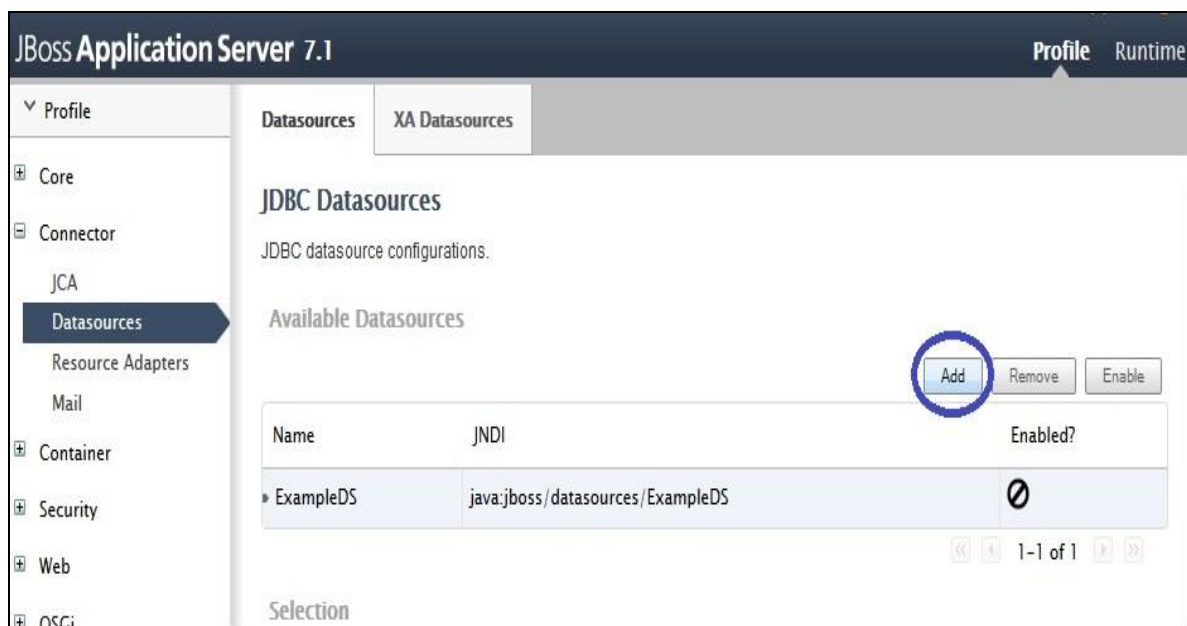 JBoss Application Server 7.1
Profile Runtime
Profile
Core
Connector
JCA
Datasources
Resource Adapters
Mail
Container
Security
Web
OSGi
Datasources XA Datasources
JDBC Datasources
JDBC datasource configurations.
Available Datasources
Add Remove Enable
Name JNDI Enabled?
ExampleDS java:jboss/datasources/ExampleDS
1-1 of 1
Selection